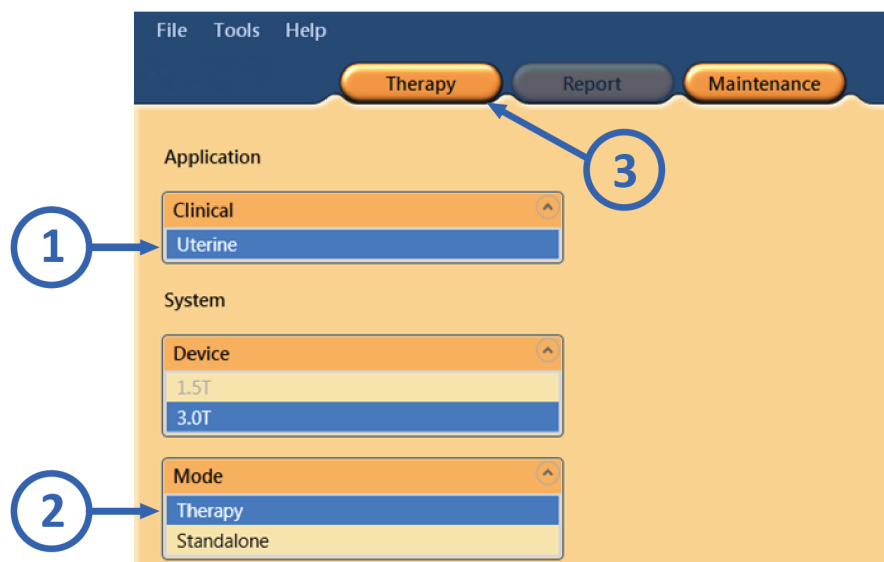 File Tools Help
Therapy Report Maintenance
3
Application
Clinical
1
Uterine
System
Device
1.5T
3.0T
Mode
2
Therapy
Standalone